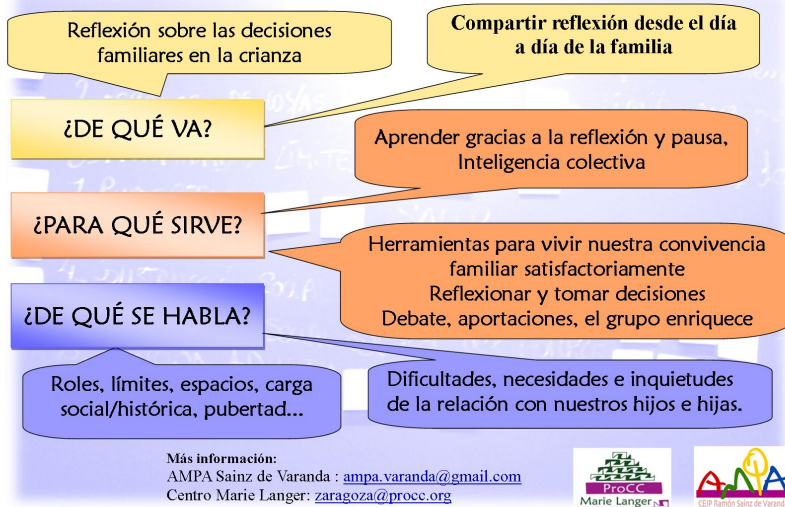 Reflexión sobre las decisiones
familiares en la crianza
Compartir reflexión desde el día
a día de la familia
¿DE QUÉ VA?
Aprender gracias a la reflexión y pausa,
Inteligencia colectiva
¿PARA QUÉ SIRVE?
Herramientas para vivir nuestra convivencia
familiar satisfactoriamente
Reflexionar y tomar decisiones
Debate, aportaciones, el grupo enriquece
¿DE QUÉ SE HABLA?
Roles, límites, espacios, carga
social/histórica, pubertad...
Dificultades, necesidades e inquietudes
de la relación con nuestros hijos e hijas.
Más información:
AMPA Sainz de Varanda : ampa.varanda@gmail.com
Centro Marie Langer: zaragoza@procc.org
ProCC
Marie Langer
AMPA
CEIP Ramón Sainz de Varanda